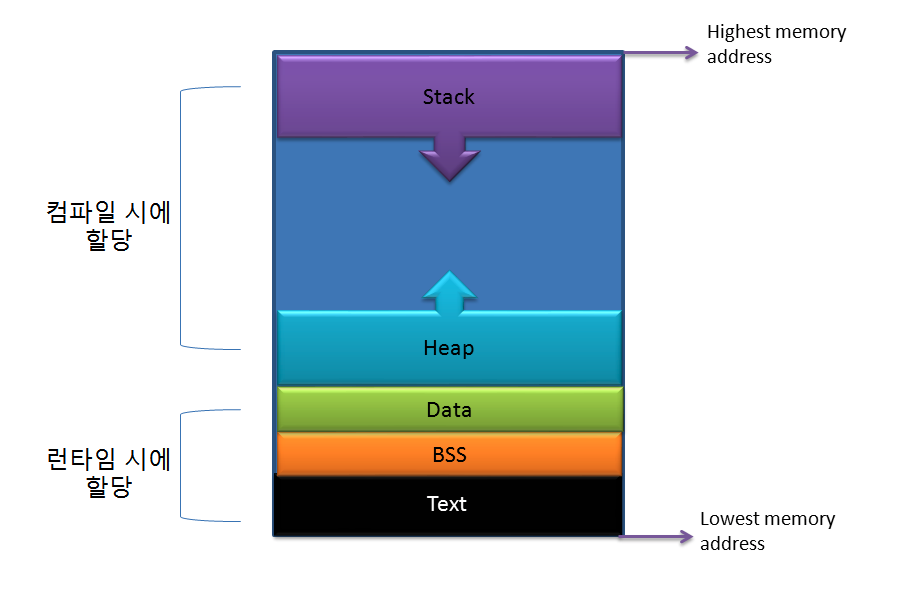 Highest memory
address
Stack
컴파일 시에
할당
Heap
Data
BSS
런타임 시에
할당
Text
Lowest memory
address